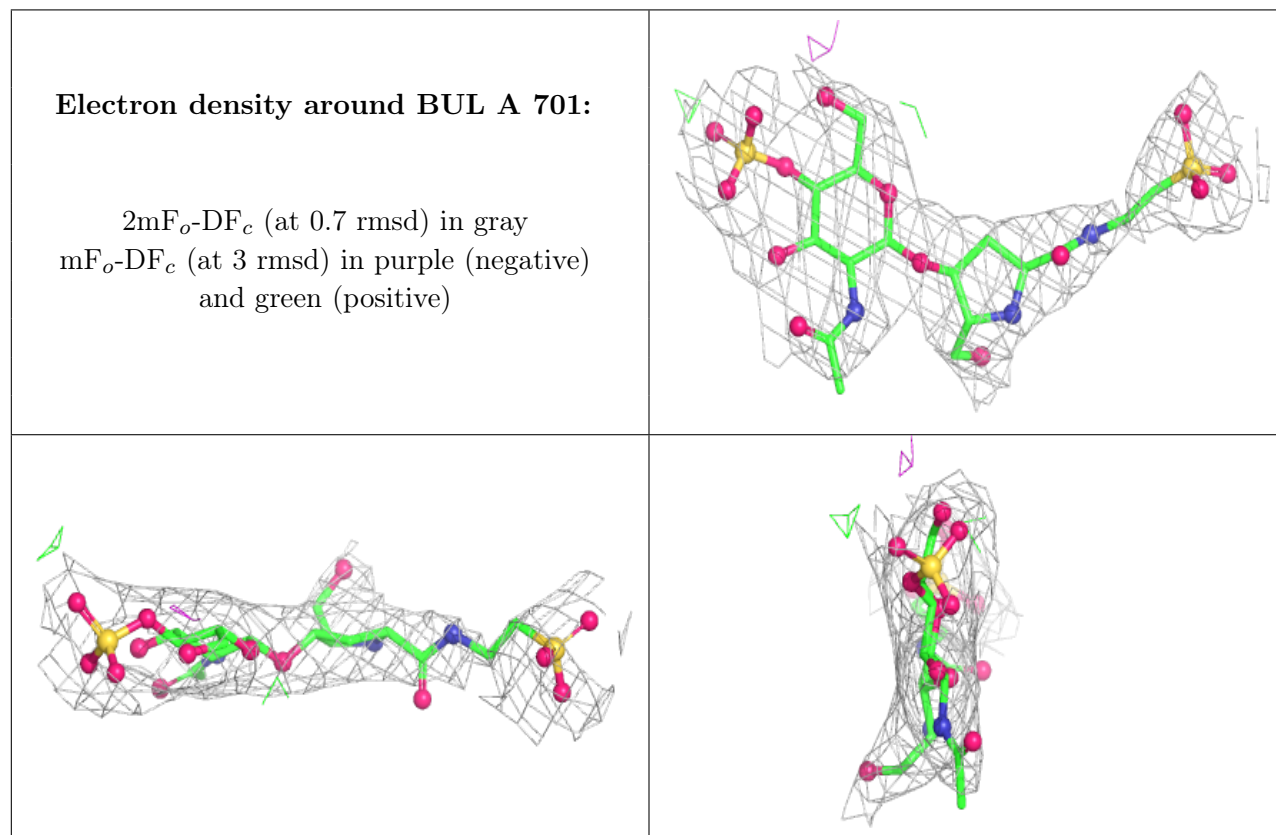 Electron density around BUL A 701:
2mFo-DFc (at 0.7 rmsd) in gray
mFo-DFc (at 3 rmsd) in purple (negative)
and green (positive)